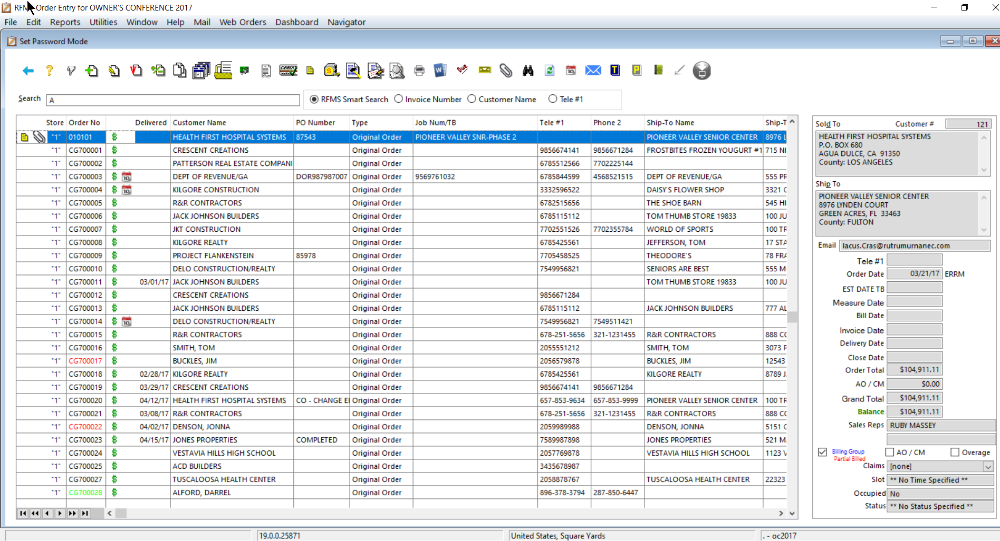 RFMS Order Entry for OWNER'S CONFERENCE 2017
File Edit Reports Utilities Window Help Mail Web Orders Dashboard Navigator
Set Password Mode
Search A RFMS Smart Search Invoice Number Customer Name Tele #1
Store Order No Delivered Customer Name PO Number Type Job Num/TB Tele #1 Phone 2 Ship-To Name Ship-T
"1" 010101 $ HEALTH FIRST HOSPITAL SYSTEMS 87543 Original Order PIONEER VALLEY SNR-PHASE 2 PIONEER VALLEY SENIOR CENTER 8976 L
"1" CG700001 $ CRESCENT CREATIONS Original Order 9856674141 9856671284 FROSTBITES FROZEN YOUGURT #1 715 NI
"1" CG700002 $ PATTERSON REAL ESTATE COMPANI Original Order 6785512566 7702225144
"1" CG700003 $ 10 DEPT OF REVENUE/GA DOR987987007 Original Order 9569761032 6785844599 4568521515 DEPT OF REVENUE/GA 555 PR
"1" CG700004 $ 10 KILGORE CONSTRUCTION Original Order 3332596522 DAISY'S FLOWER SHOP 3321 G
"1" CG700005 $ R&R CONTRACTORS Original Order 6782515656 THE SHOE BARN 545 HI
"1" CG700006 $ JACK JOHNSON BUILDERS Original Order 6785115112 TOM THUMB STORE 19833 100 JU
"1" CG700007 $ JKT CONSTRUCTION Original Order 7702551526 7702355784 WORLD OF SPORTS 100 TR
"1" CG700008 $ KILGORE REALTY Original Order 6785425561 JEFFERSON, TOM 17 STA
"1" CG700009 $ PROJECT FLANKENSTEIN 85978 Original Order 7705458525 THEODORE'S 78 FRA
"1" CG700010 $ DELO CONSTRUCTION/REALTY Original Order 7549956821 SENIORS ARE BEST 555 M
"1" CG700011 $ 03/01/17 JACK JOHNSON BUILDERS Original Order TOM THUMB STORE 19833 100 JU
"1" CG700012 $ CRESCENT CREATIONS Original Order 9856671284
"1" CG700013 $ JACK JOHNSON BUILDERS Original Order 6785115112 JACK JOHNSON BUILDERS 777 AL
"1" CG700014 $ 10 DELO CONSTRUCTION/REALTY Original Order 7549956821 7549511421
"1" CG700015 $ R&R CONTRACTORS Original Order 678-251-5656 321-1231455 R&R CONTRACTORS 888 CC
"1" CG700016 $ SMITH, TOM Original Order 2055551212 SMITH, TOM 3073 P
"1" CG700017 $ BUCKLES, JIM Original Order 2056579878 BUCKLES, JIM 12543
"1" CG700018 $ 02/28/17 KILGORE REALTY Original Order 6785425561 KILGORE REALTY 8789 J
"1" CG700019 $ 03/29/17 CRESCENT CREATIONS Original Order 9856674141 9856671284
"1" CG700020 $ 04/12/17 HEALTH FIRST HOSPITAL SYSTEMS CO - CHANGE EI Original Order 657-853-9634 657-853-9999 PIONEER VALLEY SENIOR CENTER 100 TR
"1" CG700021 $ 03/08/17 R&R CONTRACTORS Original Order 678-251-5656 321-1231455 R&R CONTRACTORS 888 CC
"1" CG700022 $ 04/02/17 DENSON, JONNA Original Order 2059989988 DENSON, JONNA 5151 G
"1" CG700023 $ 04/15/17 JONES PROPERTIES COMPLETED Original Order 7589987898 JONES PROPERTIES 521 M
"1" CG700024 $ VESTAVIA HILLS HIGH SCHOOL Original Order 2057769878 VESTAVIA HILLS HIGH SCHOOL 1123 V
"1" CG700025 $ ACD BUILDERS Original Order 3435678987
"1" CG700027 $ TUSCALOOSA HEALTH CENTER Original Order 2058878767 TUSCALOOSA HEALTH CENTER 22323
"1" CG700028 $ ALFORD, DARREL Original Order 896-378-3794 287-850-6447
Sold To Customer # 121
HEALTH FIRST HOSPITAL SYSTEMS
P.O. BOX 680
AGUA DULCE, CA 91350
County: LOS ANGELES
Ship To
PIONEER VALLEY SENIOR CENTER
8976 LYNDEN COURT
GREEN ACRES, FL 33463
County: FULTON
Email lacus.Cras@rutrumurnanec.com
Tele #1
Order Date 03/21/17 ERRM
EST DATE TB
Measure Date
Bill Date
Invoice Date
Delivery Date
Close Date
Order Total $104,911.11
AO / CM $0.00
Grand Total $104,911.11
Balance $104,911.11
Sales Reps RUBY MASSEY
Billing Group AO / CM Overage
Partial Billed
Claims [none]
Slot ** No Time Specified **
Occupied No
Status ** No Status Specified **
19.0.0.25871 United States, Square Yards . - oc2017